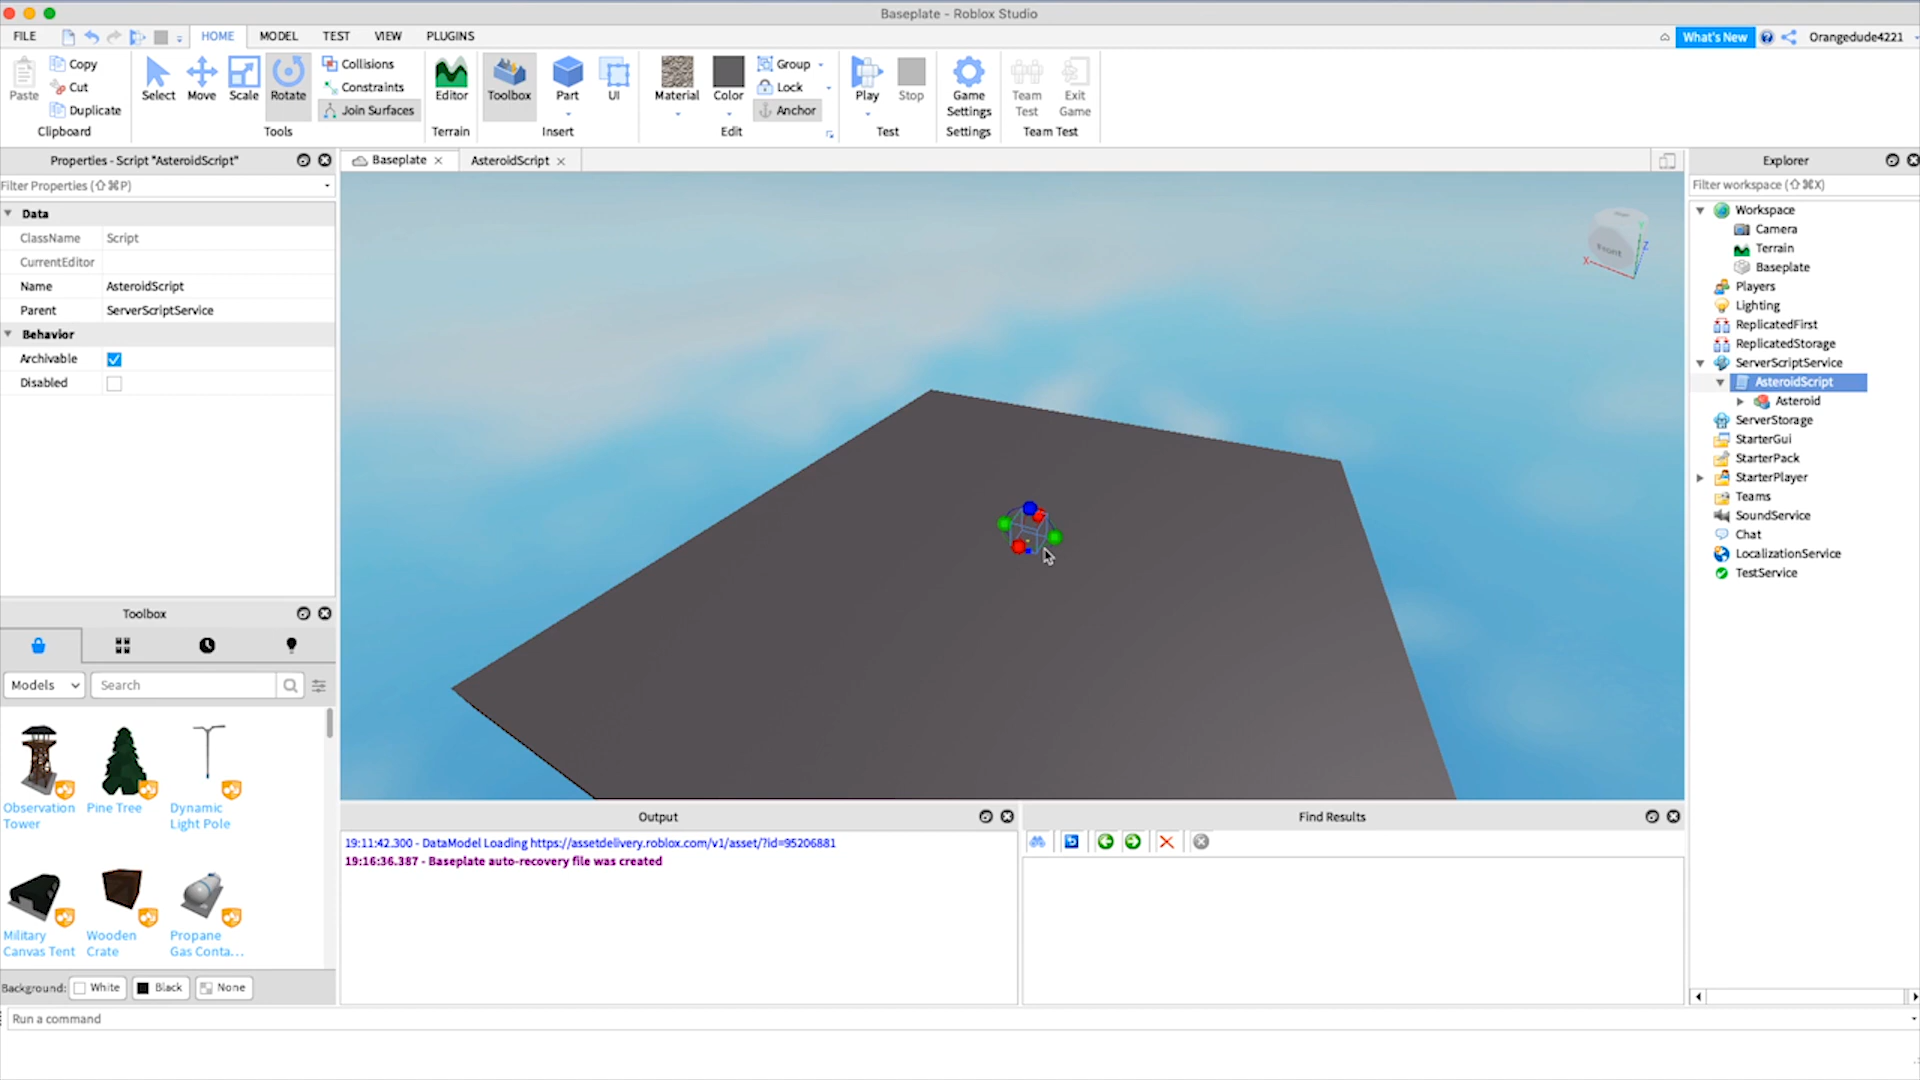 Baseplate - Roblox Studio
FILE
HOME
MODEL
TEST
VIEW
PLUGINS
What's New
Orangedude4221
Paste
Copy
Cut
Duplicate
Clipboard
Select
Move
Scale
Rotate
Collisions
Constraints
Join Surfaces
Tools
Editor
Terrain
Toolbox
Part
UI
Insert
Material
Color
Group
Lock
Anchor
Edit
Play
Stop
Test
Game
Settings
Settings
Team
Test
Exit
Game
Team Test
Properties - Script "AsteroidScript"
Filter Properties (⇧⌘P)
Data
ClassName Script
CurrentEditor
Name AsteroidScript
Parent ServerScriptService
Behavior
Archivable
Disabled
Toolbox
Models
Search
Observation
Tower
Pine Tree
Dynamic
Light Pole
Military
Canvas Tent
Wooden
Crate
Propane
Gas Conta...
Background: White Black None
Run a command
Baseplate
AsteroidScript
Front
X
Y
Z
Output
19:11:42.300 - DataModel Loading https://assetdelivery.roblox.com/v1/asset/?id=95206881
19:16:36.387 - Baseplate auto-recovery file was created
Find Results
Explorer
Filter workspace (⇧⌘X)
Workspace
Camera
Terrain
Baseplate
Players
Lighting
ReplicatedFirst
ReplicatedStorage
ServerScriptService
AsteroidScript
Asteroid
ServerStorage
StarterGui
StarterPack
StarterPlayer
Teams
SoundService
Chat
LocalizationService
TestService